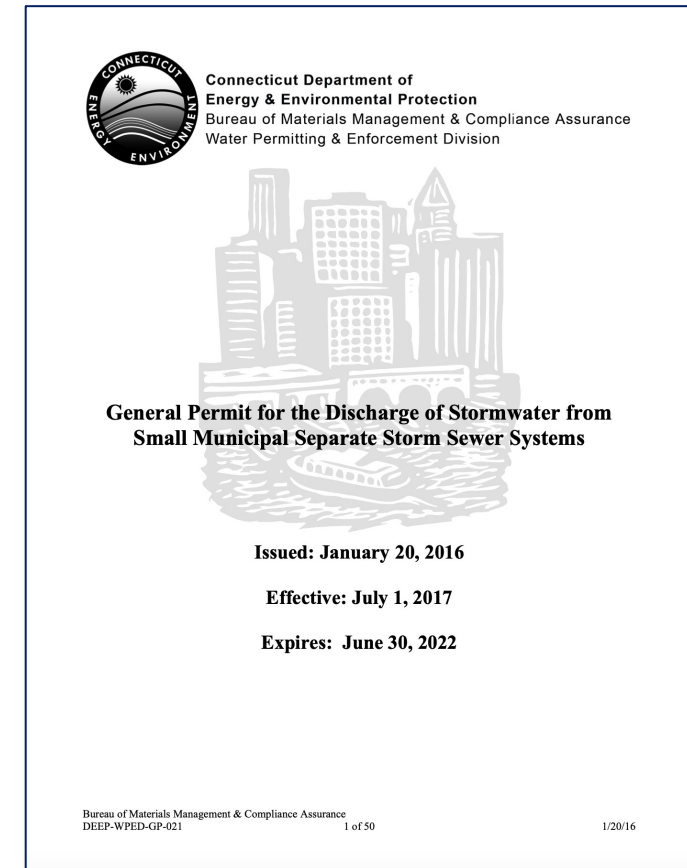 CONNECTICUT
ENERGY
ENVIRONMENT
Connecticut Department of
Energy & Environmental Protection
Bureau of Materials Management & Compliance Assurance
Water Permitting & Enforcement Division
General Permit for the Discharge of Stormwater from
Small Municipal Separate Storm Sewer Systems
Issued: January 20, 2016
Effective: July 1, 2017
Expires: June 30, 2022
Bureau of Materials Management & Compliance Assurance
DEEP-WPED-GP-021 1 of 50 1/20/16